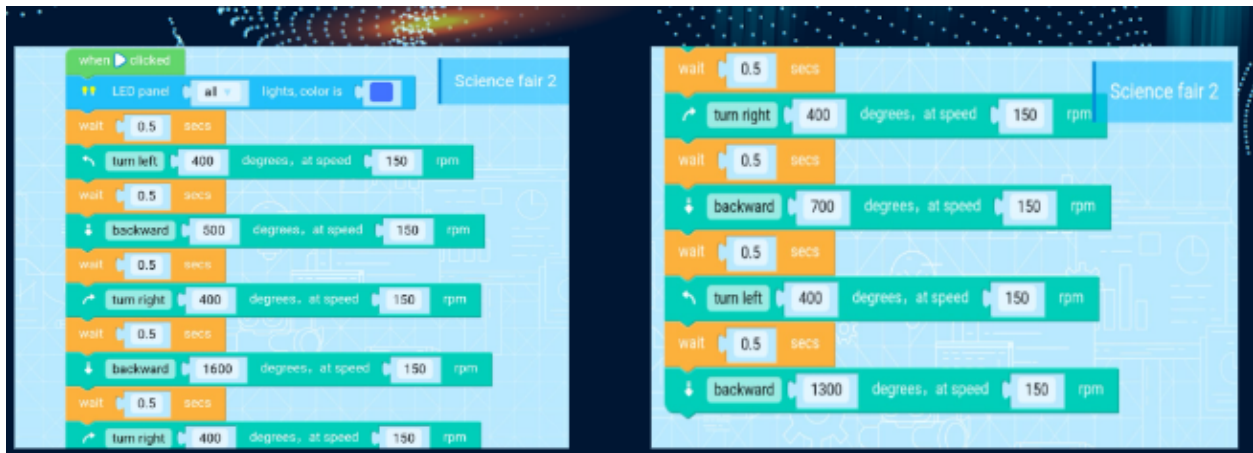 when clicked
LED panel all lights, color is
Science fair 2
wait 0.5 secs
turn left 400 degrees, at speed 150 rpm
wait 0.5 secs
backward 500 degrees, at speed 150 rpm
wait 0.5 secs
turn right 400 degrees, at speed 150 rpm
wait 0.5 secs
backward 1600 degrees, at speed 150 rpm
wait 0.5 secs
turn right 400 degrees, at speed 150 rpm
wait 0.5 secs
Science fair 2
turn right 400 degrees, at speed 150 rpm
wait 0.5 secs
backward 700 degrees, at speed 150 rpm
wait 0.5 secs
turn left 400 degrees, at speed 150 rpm
wait 0.5 secs
backward 1300 degrees, at speed 150 rpm